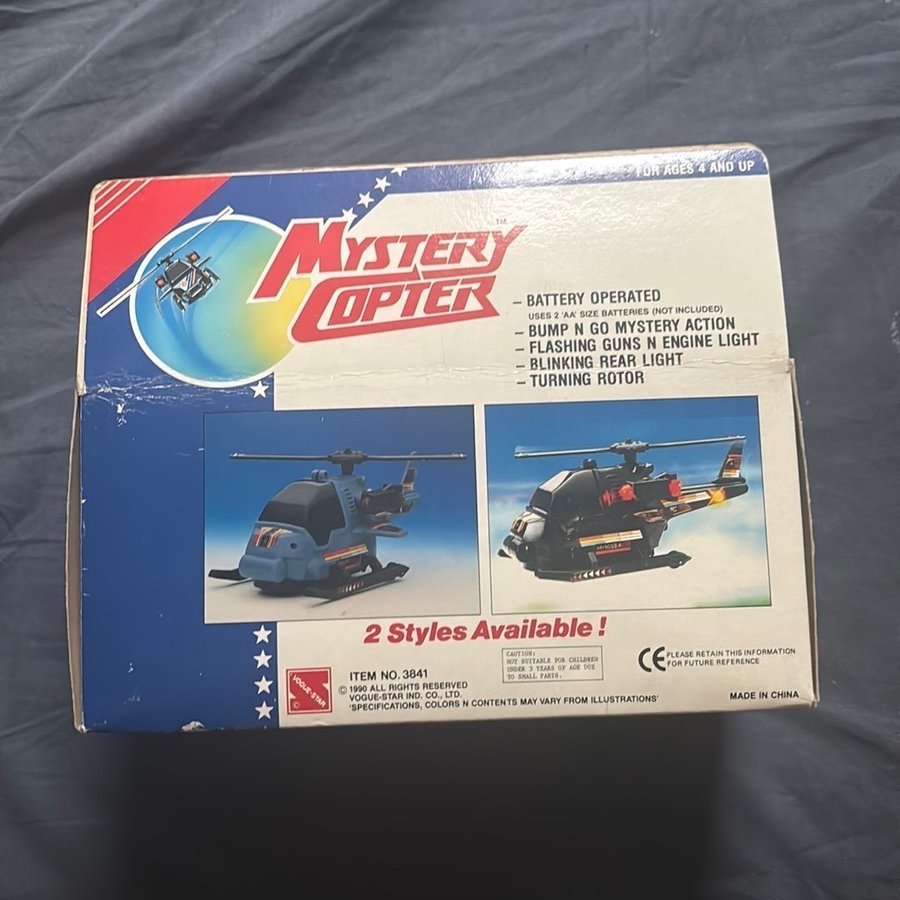 FOR AGES 4 AND UP
MYSTERY™
COPTER
– BATTERY OPERATED
USES 2 'AA' SIZE BATTERIES (NOT INCLUDED)
– BUMP N GO MYSTERY ACTION
– FLASHING GUNS N ENGINE LIGHT
– BLINKING REAR LIGHT
– TURNING ROTOR
2 Styles Available!
VOGUE-STAR
©
ITEM NO. 3841
© 1990 ALL RIGHTS RESERVED
VOGUE-STAR IND. CO., LTD.
'SPECIFICATIONS, COLORS N CONTENTS MAY VARY FROM ILLUSTRATIONS'
CAUTION:
NOT SUITABLE FOR CHILDREN
UNDER 3 YEARS OF AGE DUE
TO SMALL PARTS.
CE PLEASE RETAIN THIS INFORMATION
FOR FUTURE REFERENCE
MADE IN CHINA